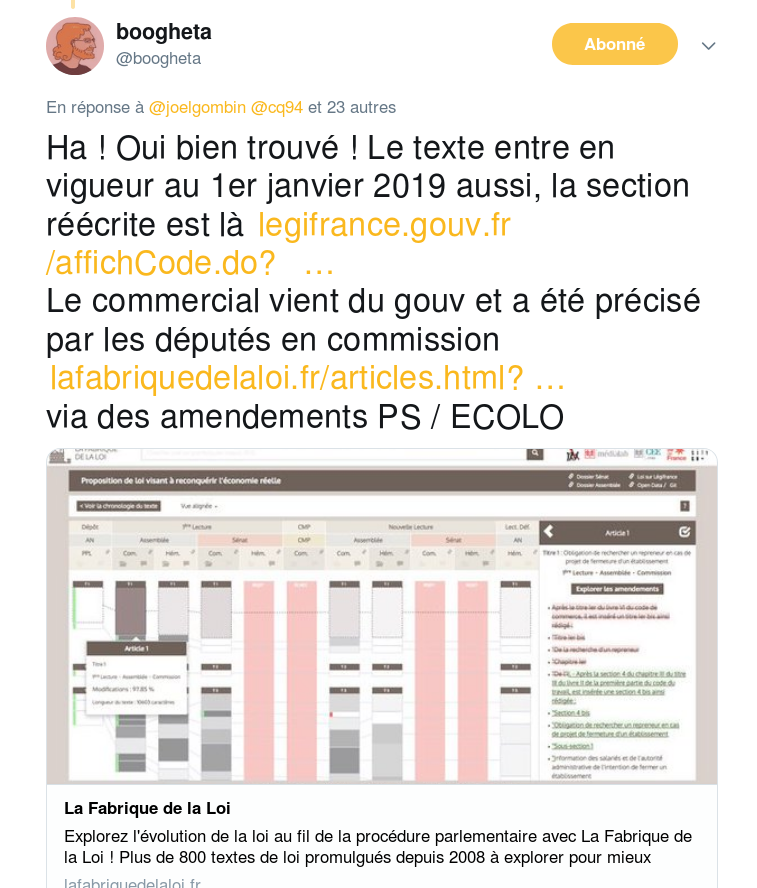 boogheta
@boogheta
Abonné
En réponse à @joelgombin @cq94 et 23 autres
Ha ! Oui bien trouvé ! Le texte entre en
vigueur au 1er janvier 2019 aussi, la section
réécrite est là legifrance.gouv.fr
/affichCode.do? …
Le commercial vient du gouv et a été précisé
par les députés en commission
lafabriquedelaloi.fr/articles.html? …
via des amendements PS / ECOLO
DE LA LOI
Proposition de loi visant à reconquérir l'économie réelle
Dossier Sénat
Loi sur Légifrance
Dossier Assemblée
Open Data / Git
< Voir la chronologie du texte
Vue alignée
?
Dépôt 1ère Lecture CMP Nouvelle Lecture Lect. Déf.
AN Assemblée Sénat CMP Assemblée Sénat AN
PPL Com. Hém. Com. Hém. Com. Com. Hém. Com. Hém. Hém.
Article 1
Titre 1
1ère Lecture - Assemblée - Commission
Modifications : 97.85 %
Longueur du texte : 10603 caractères
Article 1
Titre 1 : Obligation de rechercher un repreneur en cas de
projet de fermeture d'un établissement
1ère Lecture - Assemblée - Commission
Explorer les amendements
Après le titre Ier du livre VI du code de
commerce, il est inséré un titre Ier bis ainsi
rédigé :
"Titre Ier bis
"De la recherche d'un repreneur
"Chapitre Ier
- Après la section 4 du chapitre III du titre
III du livre II de la première partie du code du
travail, est insérée une section 4 bis ainsi
rédigée :
"Section 4 bis
"Obligation de rechercher un repreneur en cas
de projet de fermeture d'un établissement
"Sous-section 1
"Information des salariés et de l'autorité
administrative de l'intention de fermer un
établissement
La Fabrique de la Loi
Explorez l'évolution de la loi au fil de la procédure parlementaire avec La Fabrique de
la Loi ! Plus de 800 textes de loi promulgués depuis 2008 à explorer pour mieux
lafabriquedelaloi.fr